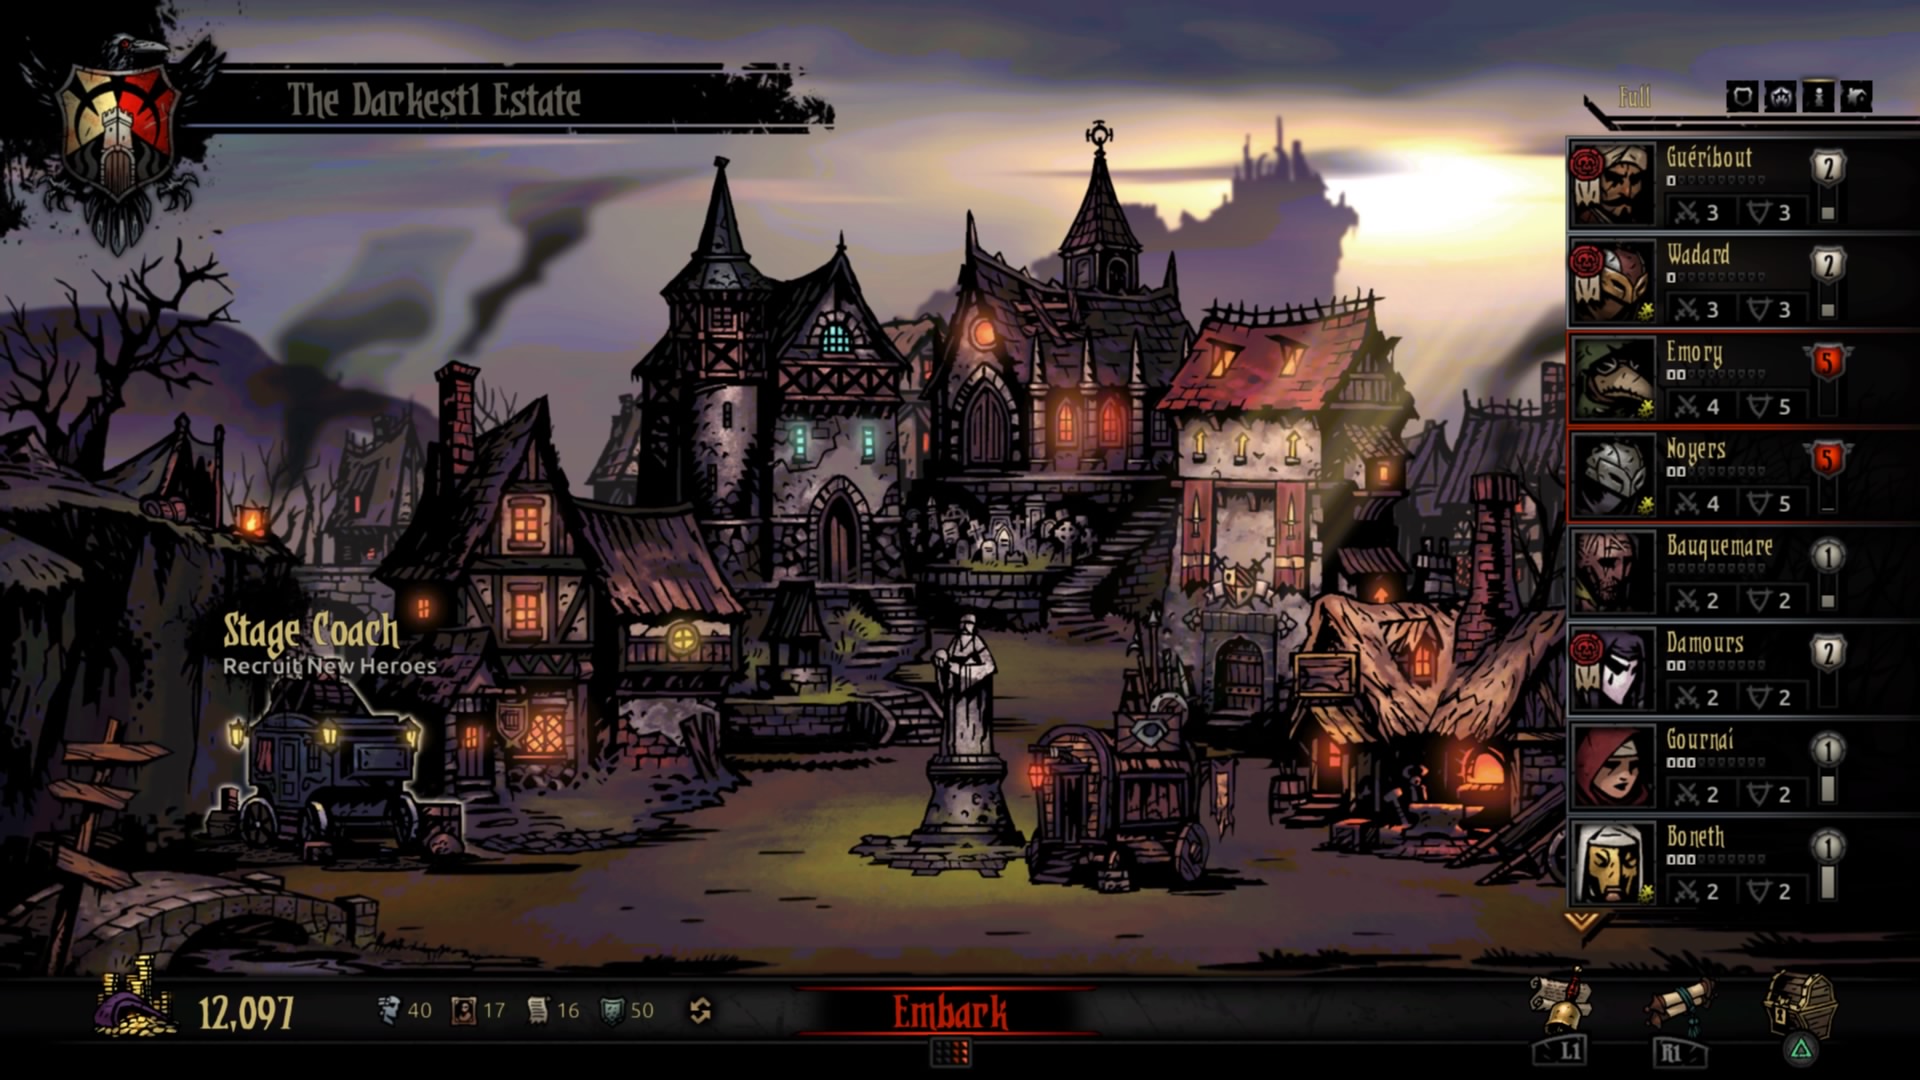 The Darkest1 Estate
Full
Guéribout
2
3 3
Wadard
2
3 3
Emory
5
4 5
Noyers
5
4 5
Bauquemare
1
2 2
Damours
2
2 2
Gournai
1
2 2
Boneth
1
2 2
Stage Coach
Recruit New Heroes
12,097
40 17 16 50
Embark
L1 R1